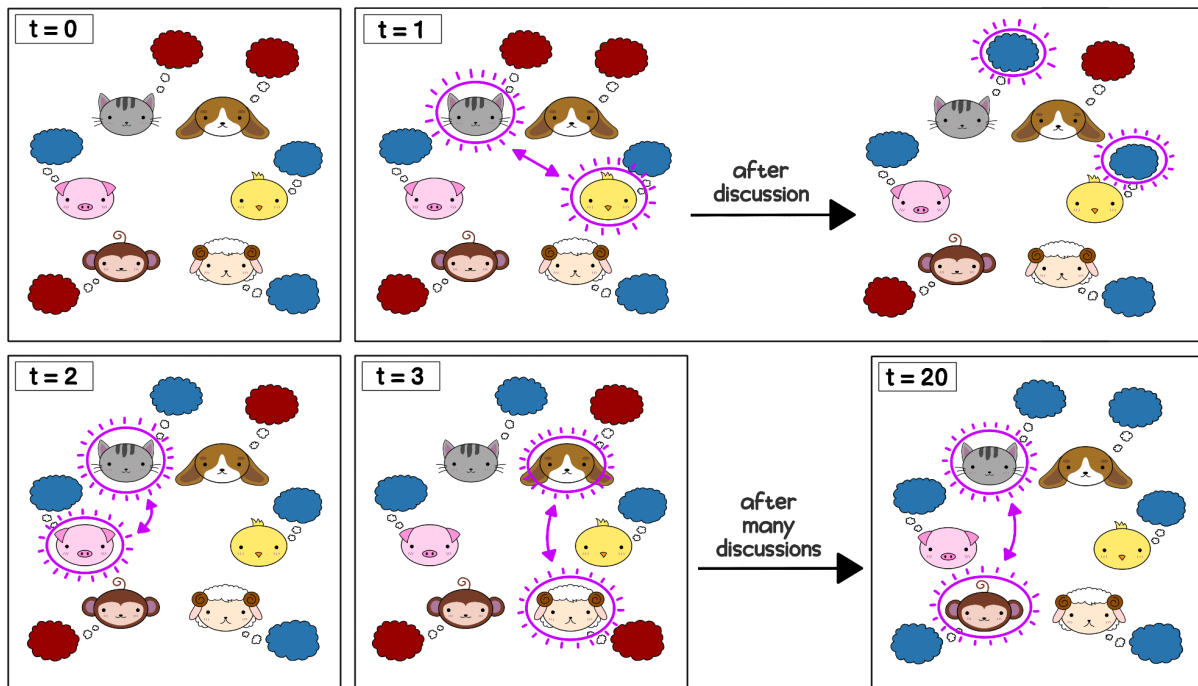 t = 0
t = 1
after
discussion
t = 2
t = 3
after
many
discussions
t = 20